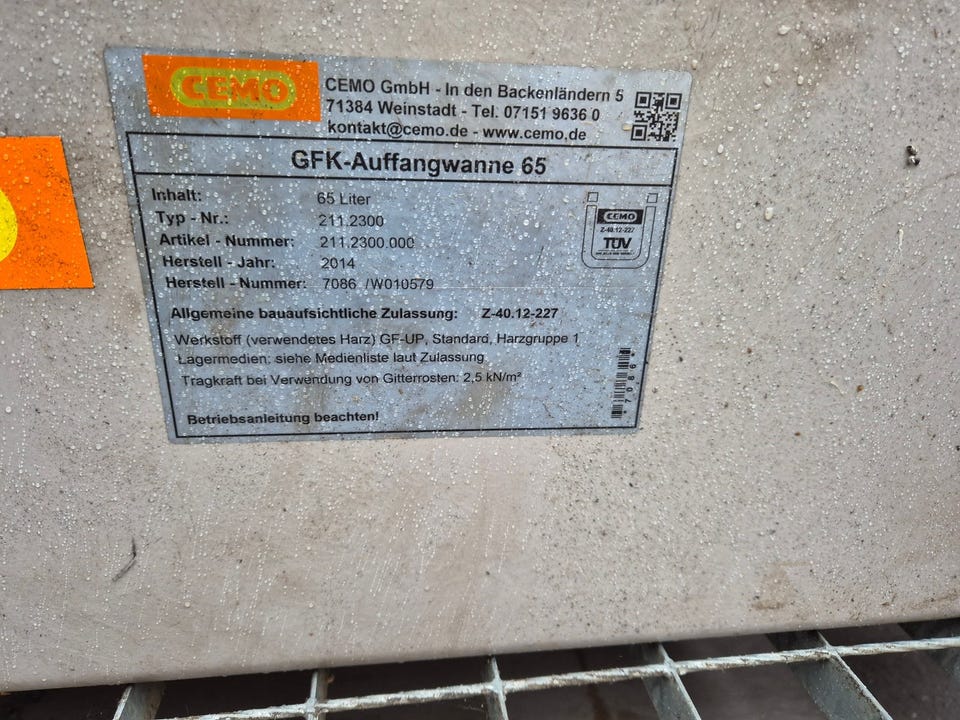 CEMO
CEMO GmbH - In den Backenländern 5
71384 Weinstadt - Tel. 07151 9636 0
kontakt@cemo.de - www.cemo.de
GFK-Auffangwanne 65
Inhalt: 65 Liter
Typ - Nr.: 211.2300
Artikel - Nummer: 211.2300.000
Herstell - Jahr: 2014
Herstell - Nummer: 7086 /W010579
CEMO
Z-40.12-227
TÜV
Allgemeine bauaufsichtliche Zulassung: Z-40.12-227
Werkstoff (verwendetes Harz) GF-UP, Standard, Harzgruppe 1
Lagermedien: siehe Medienliste laut Zulassung
Tragkraft bei Verwendung von Gitterrosten: 2,5 kN/m²
Betriebsanleitung beachten!
*7086*